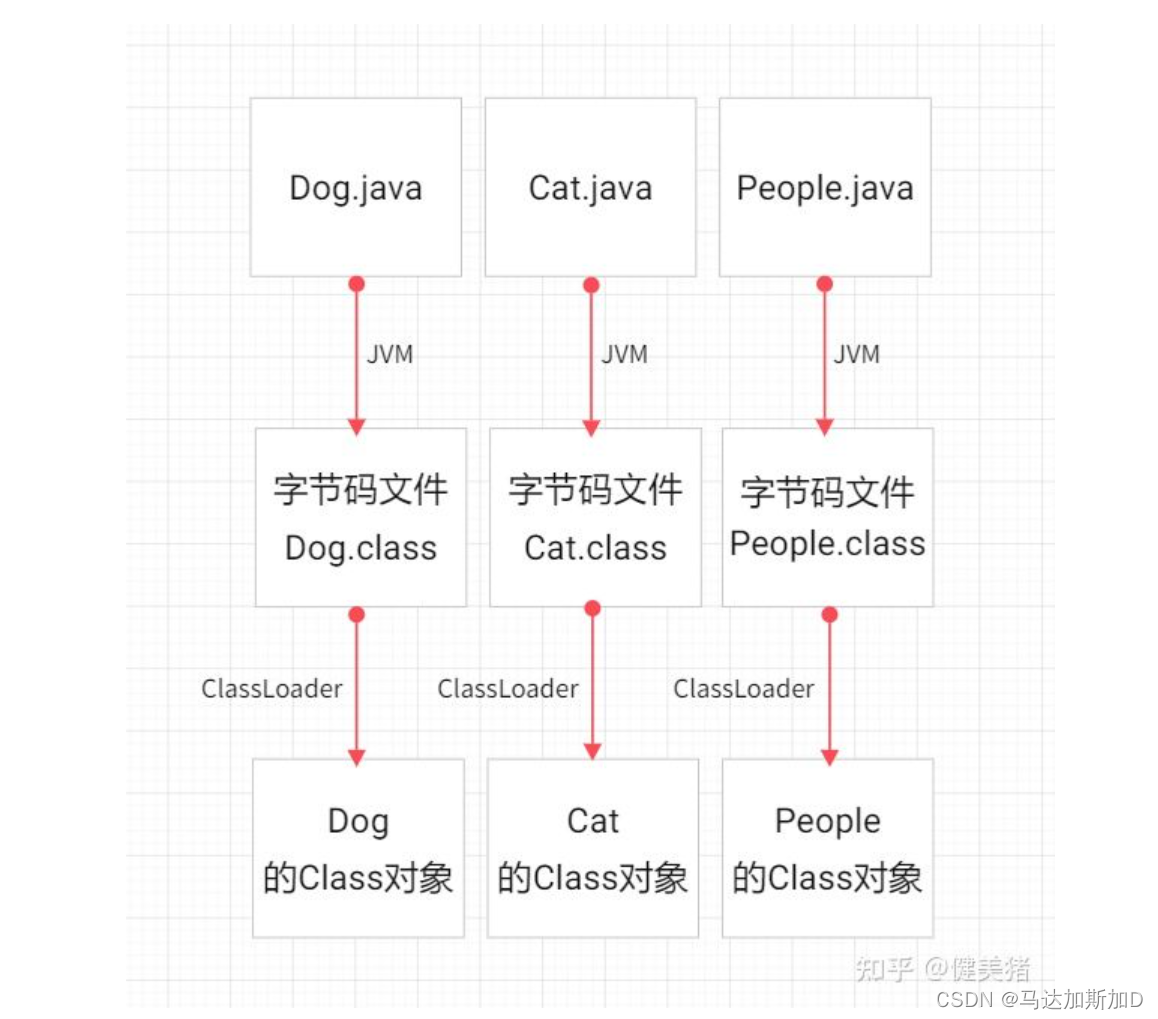 Dog.java
Cat.java
People.java
JVM
JVM
JVM
字节码文件
Dog.class
字节码文件
Cat.class
字节码文件
People.class
ClassLoader
ClassLoader
ClassLoader
Dog
的Class对象
Cat
的Class对象
People
的Class对象
知乎 @健美猪
CSDN @马达加斯加D